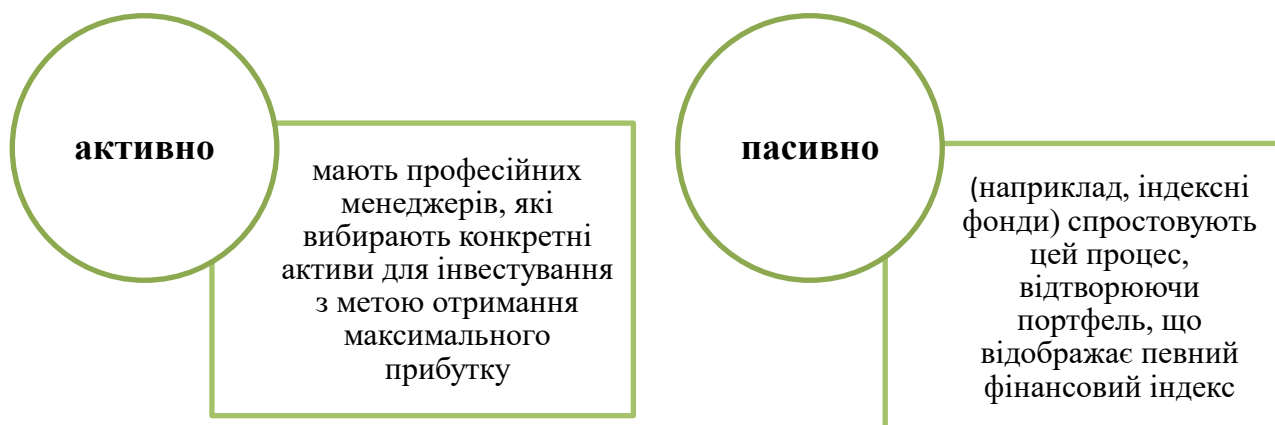 активно
мають професійних
менеджерів, які
вибирають конкретні
активи для інвестування
з метою отримання
максимального
прибутку
пасивно
(наприклад, індексні
фонди) спростовують
цей процес,
відтворюючи
портфель, що
відображає певний
фінансовий індекс